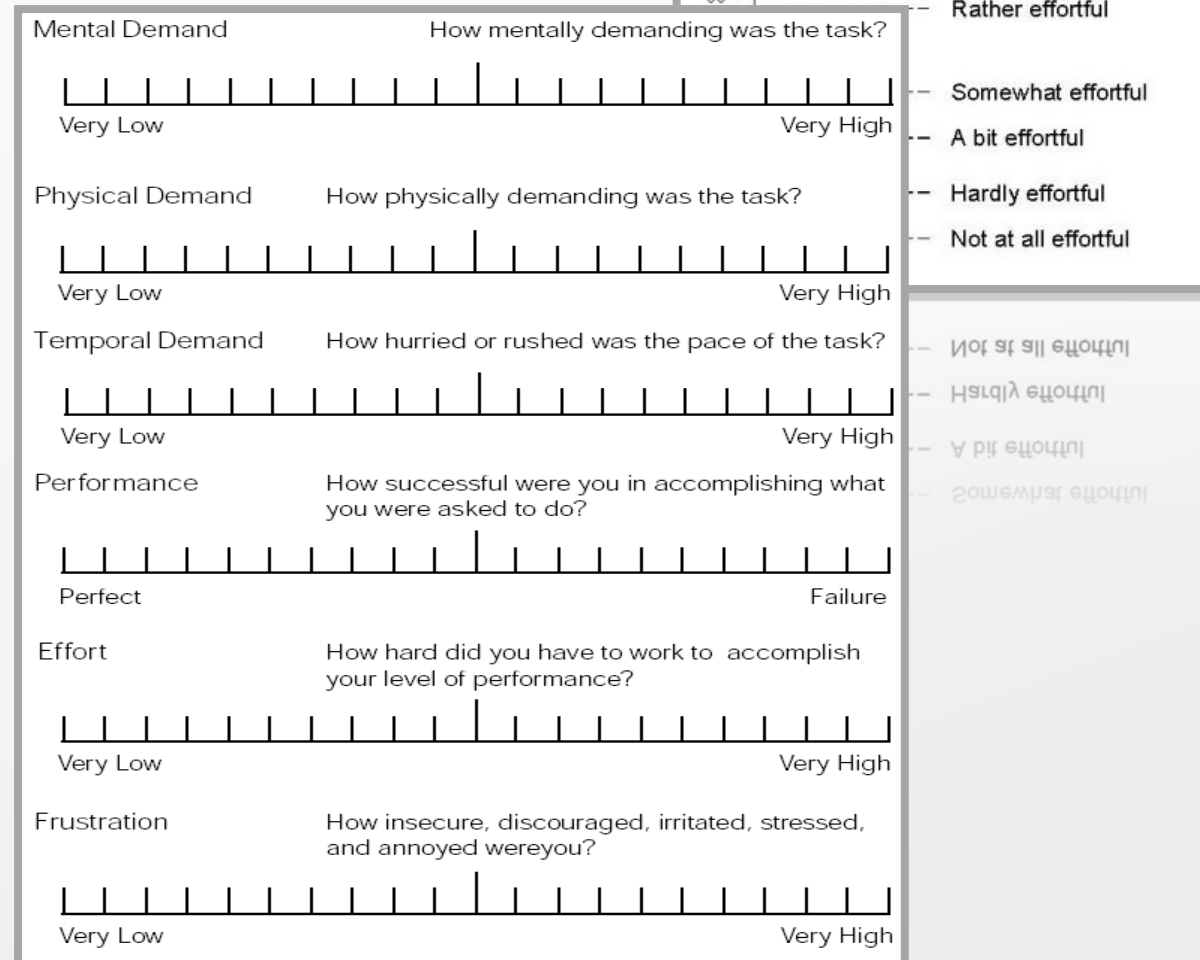 Mental Demand How mentally demanding was the task?
Very Low Very High
Physical Demand How physically demanding was the task?
Very Low Very High
Temporal Demand How hurried or rushed was the pace of the task?
Very Low Very High
Performance How successful were you in accomplishing what
you were asked to do?
Perfect Failure
Effort How hard did you have to work to accomplish
your level of performance?
Very Low Very High
Frustration How insecure, discouraged, irritated, stressed,
and annoyed wereyou?
Very Low Very High
Rather effortful
Somewhat effortful
A bit effortful
Hardly effortful
Not at all effortful
Not at all effortful
Hardly effortful
A bit effortful
Somewhat effortful